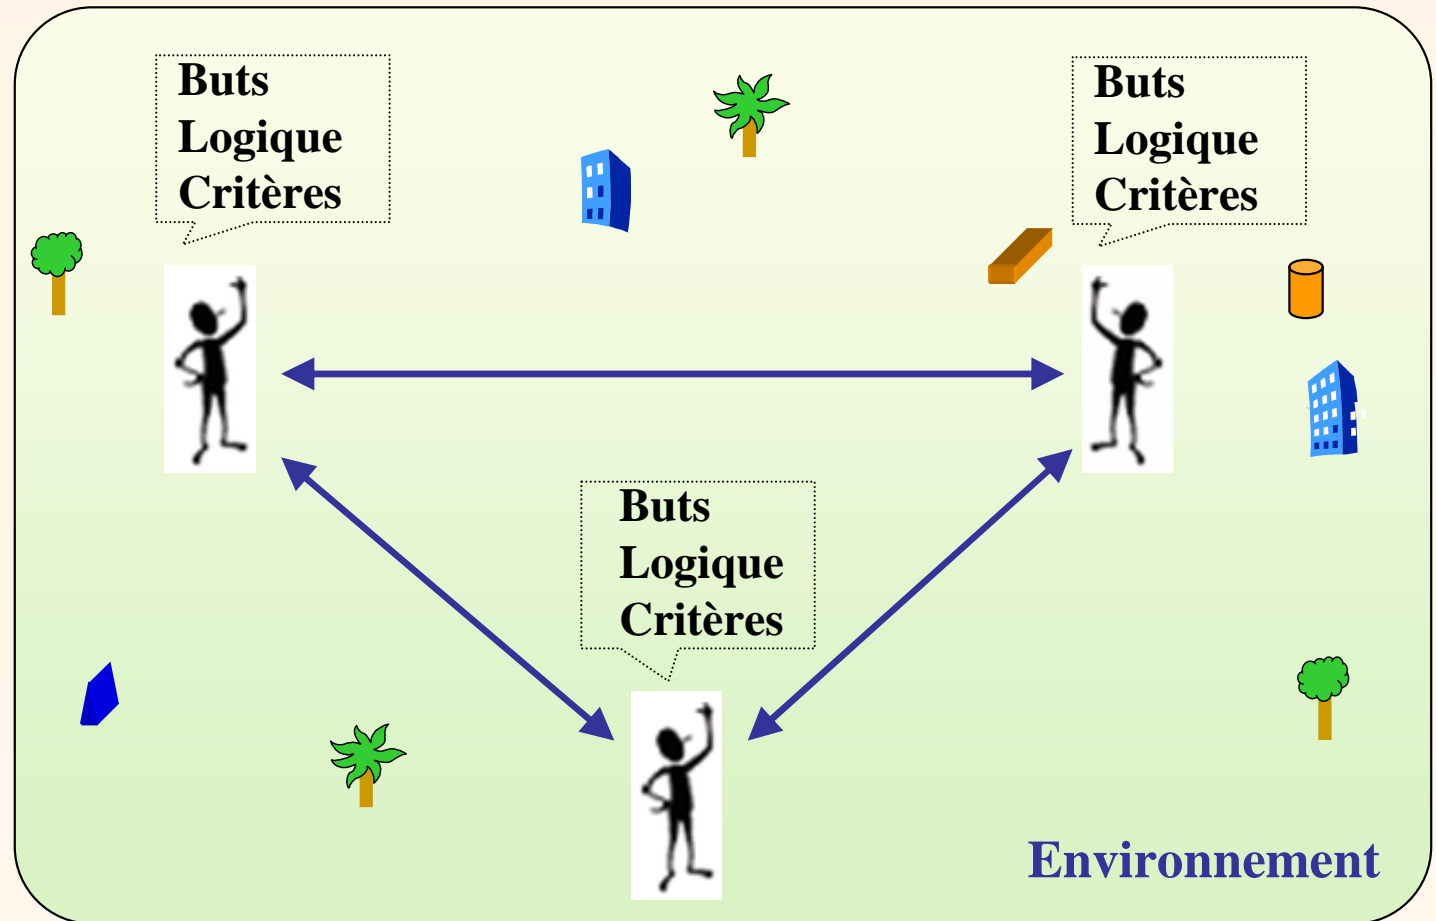 Buts
Logique
Critères
Buts
Logique
Critères
Buts
Logique
Critères
Environnement